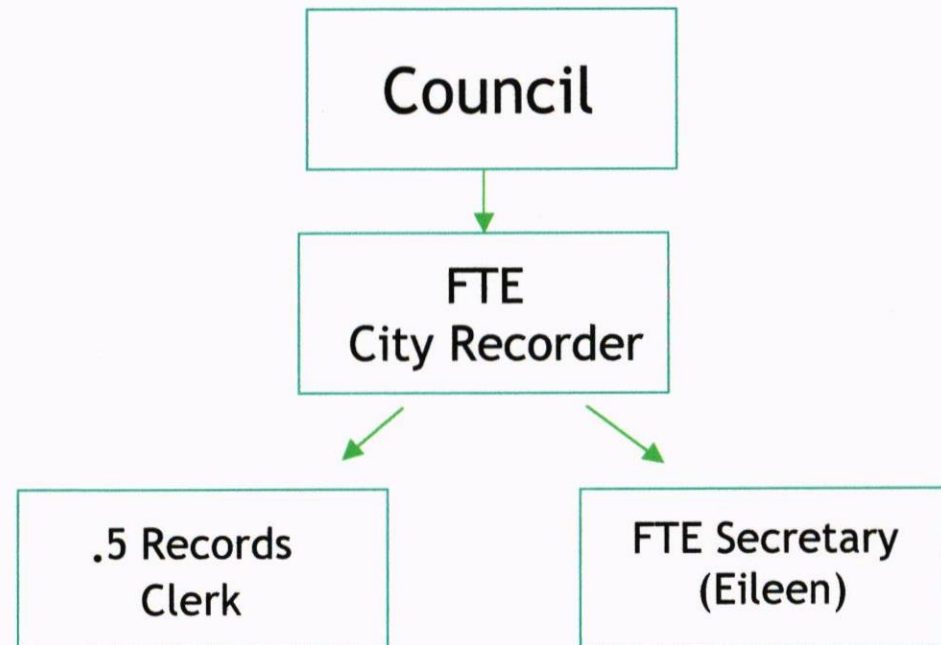 Council
FTE
City Recorder
.5 Records
Clerk
FTE Secretary
(Eileen)